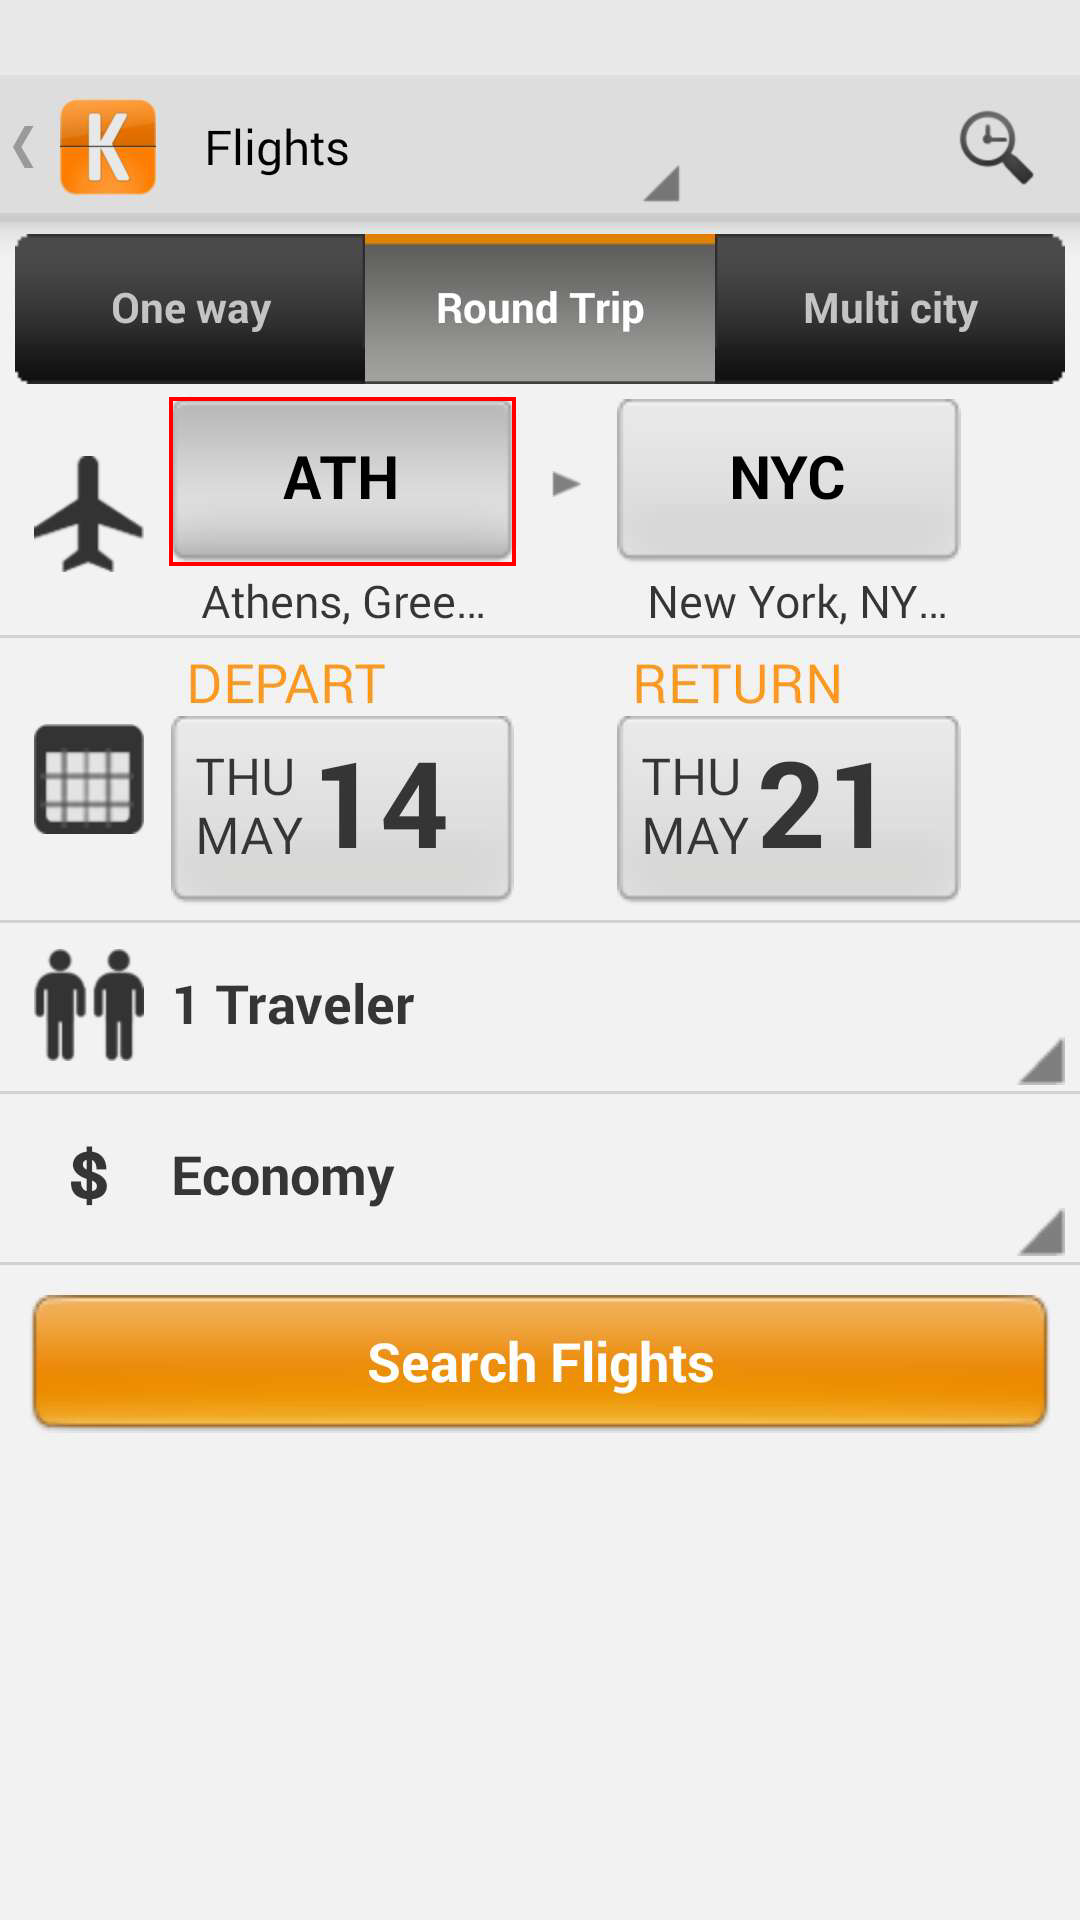 K
Flights
One way
Round Trip
Multi city
ATH
NYC
Athens, Gree...
New York, NY...
DEPART
RETURN
THU
MAY
14
THU
MAY
21
1 Traveler
$
Economy
Search Flights